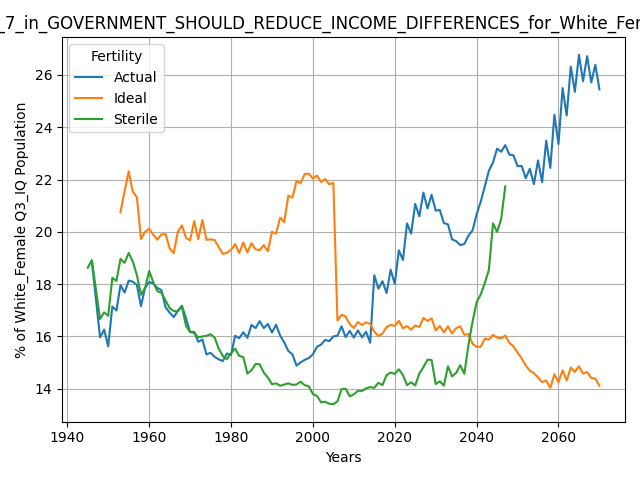 _7_in_GOVERNMENT_SHOULD_REDUCE_INCOME_DIFFERENCES_for_White_Fem
Fertility
Actual
Ideal
Sterile
% of White_Female Q3_IQ Population
26
24
22
20
18
16
14
1940
1960
1980
2000
2020
2040
2060
Years